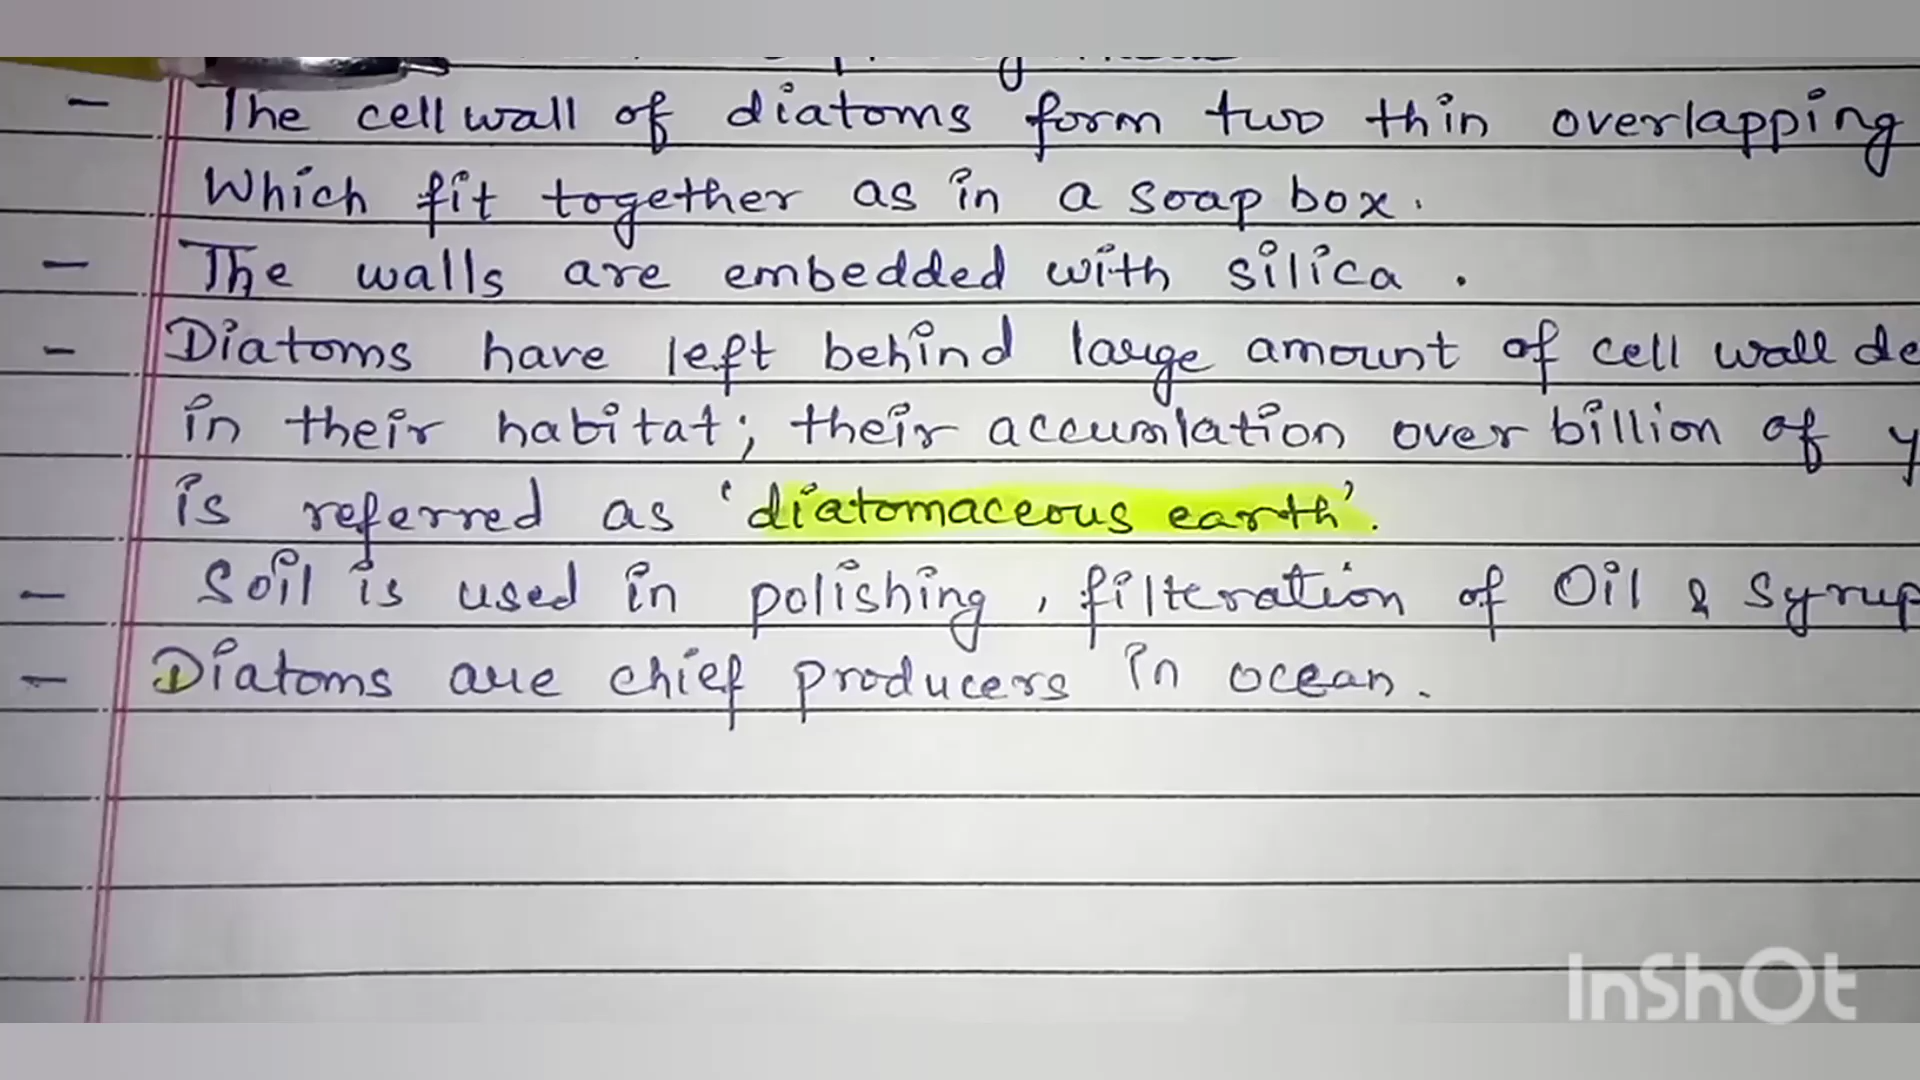 - The cell wall of diatoms form two thin overlapping
Which fit together as in a soap box.
- The walls are embedded with silica .
- Diatoms have left behind large amount of cell wall de
in their habitat; their accumlation over billion of y
is referred as 'diatomaceous earth'.
- Soil is used in polishing, filteration of Oil & Syrup
- Diatoms are chief producers in ocean.
InShOt